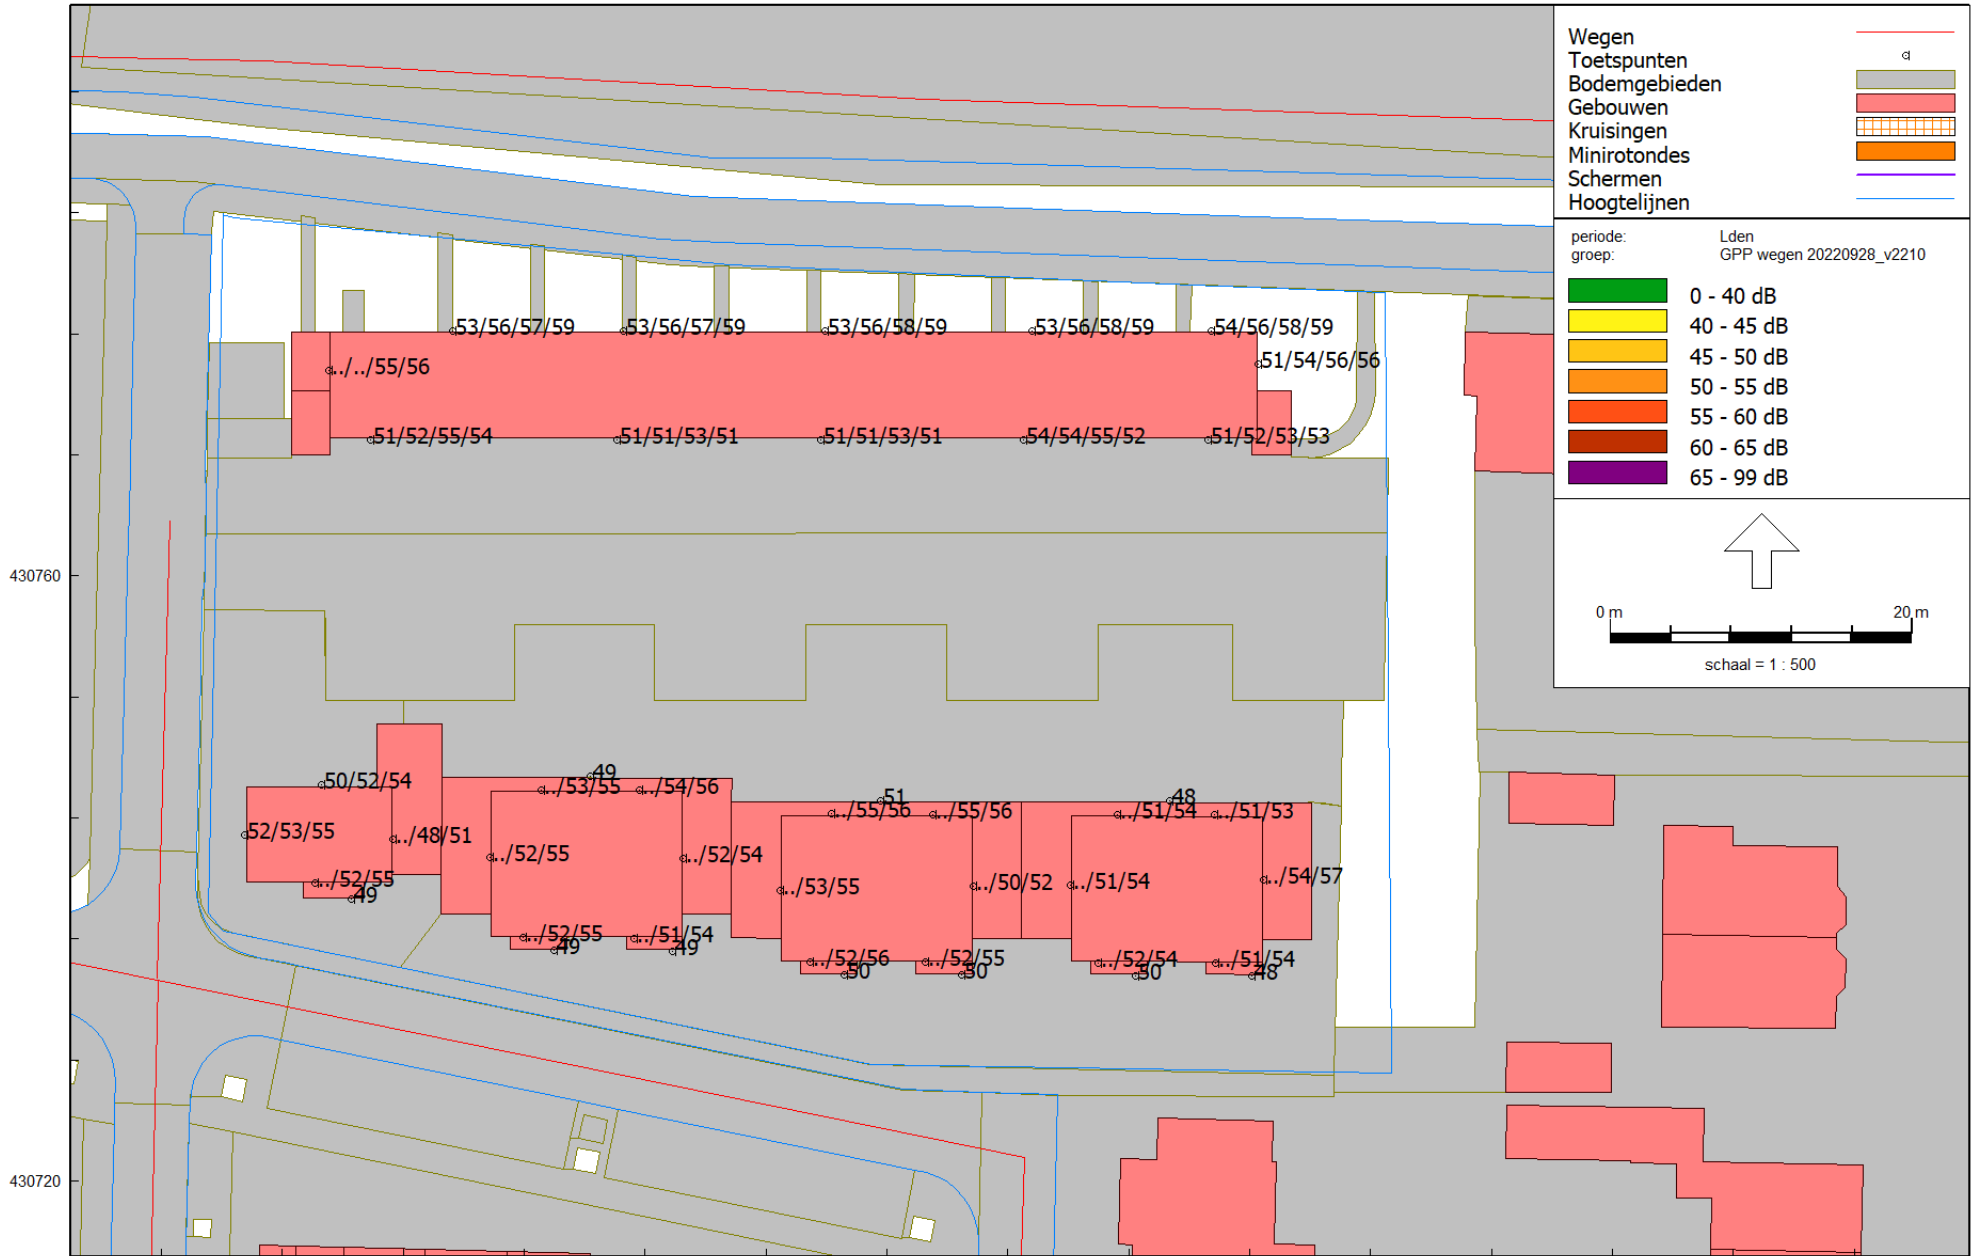 Wegen
Toetspunten
Bodemgebieden
Gebouwen
Kruisingen
Minirotondes
Schermen
Hoogtelijnen
periode: Lden
groep: GPP wegen 20220928_v2210
0 - 40 dB
40 - 45 dB
45 - 50 dB
50 - 55 dB
55 - 60 dB
60 - 65 dB
65 - 99 dB
0 m 20 m
schaal = 1 : 500
53/56/57/59 53/56/57/59 53/56/58/59 53/56/58/59 54/56/58/59
../../55/56 51/54/56/56
51/52/55/54 51/51/53/51 51/51/53/51 54/54/55/52 51/52/53/53
430760
49
50/52/54 ../53/55 ../54/56
51 48
../55/56 ../55/56 ../51/54 ../51/53
52/53/55 ../48/51
../52/55 ../52/54
../53/55 ../50/52 ../51/54 ../54/57
../52/55
49
../52/55 ../51/54
49 49
../52/56 ../52/55 ../52/54 ../51/54
50 50 50 48
430720